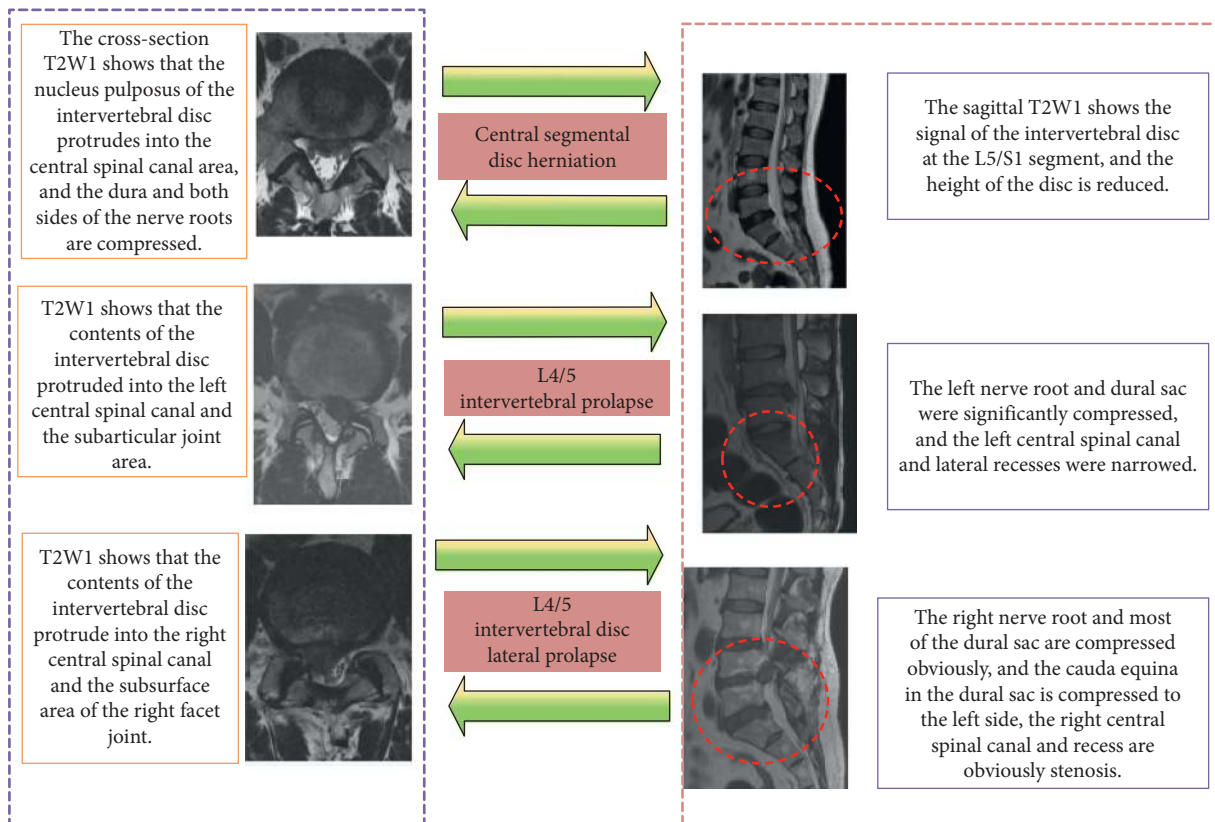 The cross-section
T2W1 shows that the
nucleus pulposus of the
intervertebral disc
protrudes into the
central spinal canal area,
and the dura and both
sides of the nerve roots
are compressed.
Central segmental
disc herniation
The sagittal T2W1 shows the
signal of the intervertebral disc
at the L5/S1 segment, and the
height of the disc is reduced.
T2W1 shows that the
contents of the
intervertebral disc
protruded into the left
central spinal canal and
the subarticular joint
area.
L4/5
intervertebral prolapse
The left nerve root and dural sac
were significantly compressed,
and the left central spinal canal
and lateral recesses were narrowed.
T2W1 shows that the
contents of the
intervertebral disc
protrude into the right
central spinal canal
and the subsurface
area of the right facet
joint.
L4/5
intervertebral disc
lateral prolapse
The right nerve root and most
of the dural sac are compressed
obviously, and the cauda equina
in the dural sac is compressed to
the left side, the right central
spinal canal and recess are
obviously stenosis.